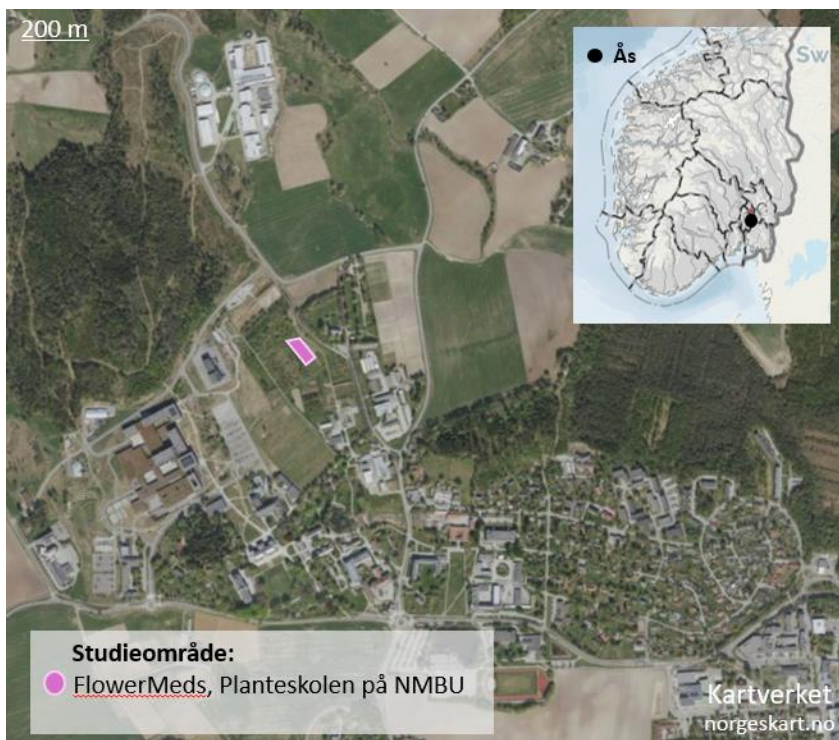 200 m
Ås
Sw
Studieområde:
FlowerMeds, Planteskolen på NMBU
Kartverket
norgeskart.no